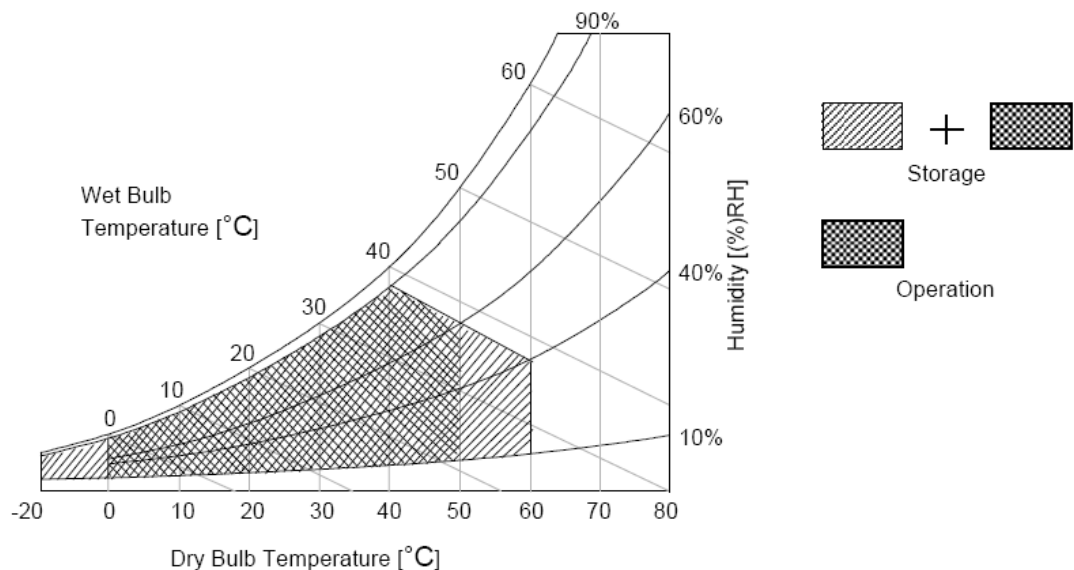 90%
60
60%
50
Wet Bulb
Temperature [°C]
40
30
20
10
0
40%
10%
Humidity [(%)RH]
-20 0 10 20 30 40 50 60 70 80
Dry Bulb Temperature [°C]
+
Storage
Operation